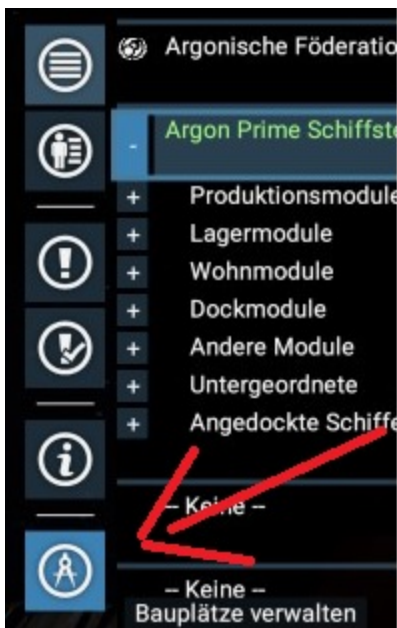 Argonische Föderatio
- Argon Prime Schiffste
+ Produktionsmodule
+ Lagermodule
+ Wohnmodule
+ Dockmodule
+ Andere Module
+ Untergeordnete
+ Angedockte Schiffe
-- Keine --
-- Keine --
Bauplätze verwalten